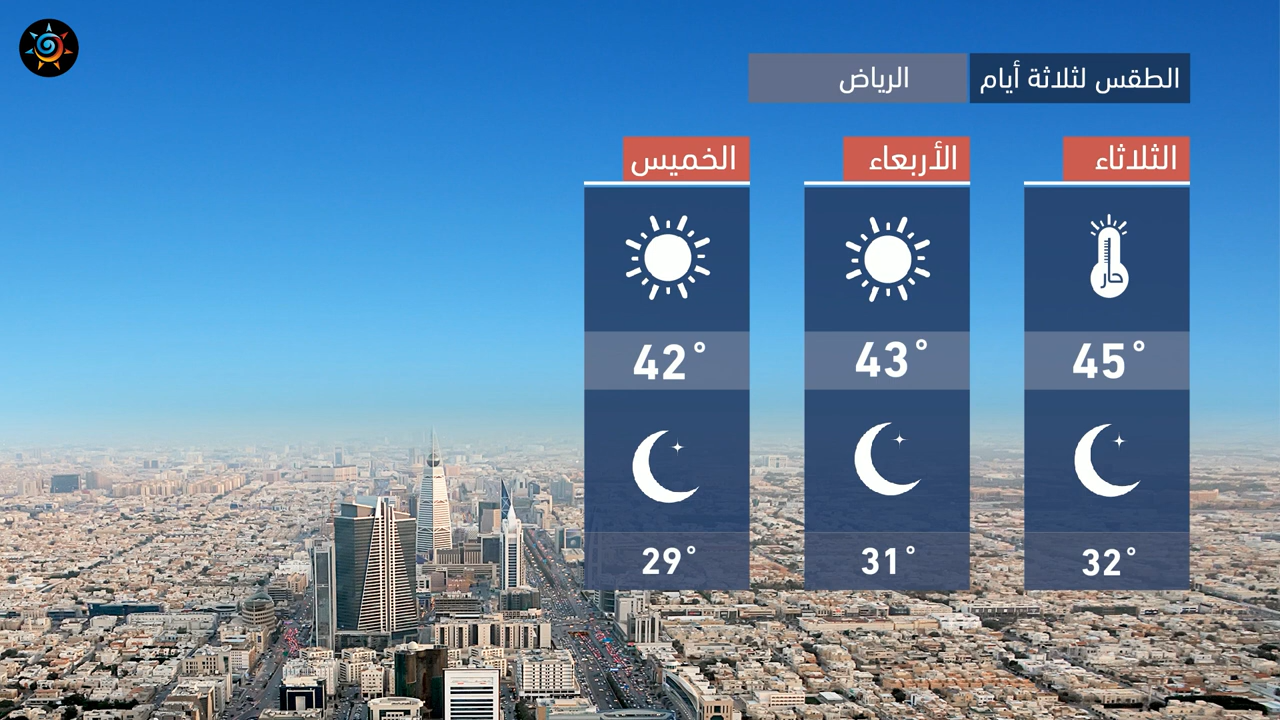 الطقس لثلاثة أيام
الرياض
الثلاثاء
الأربعاء
الخميس
حار
45°
43°
42°
32°
31°
29°